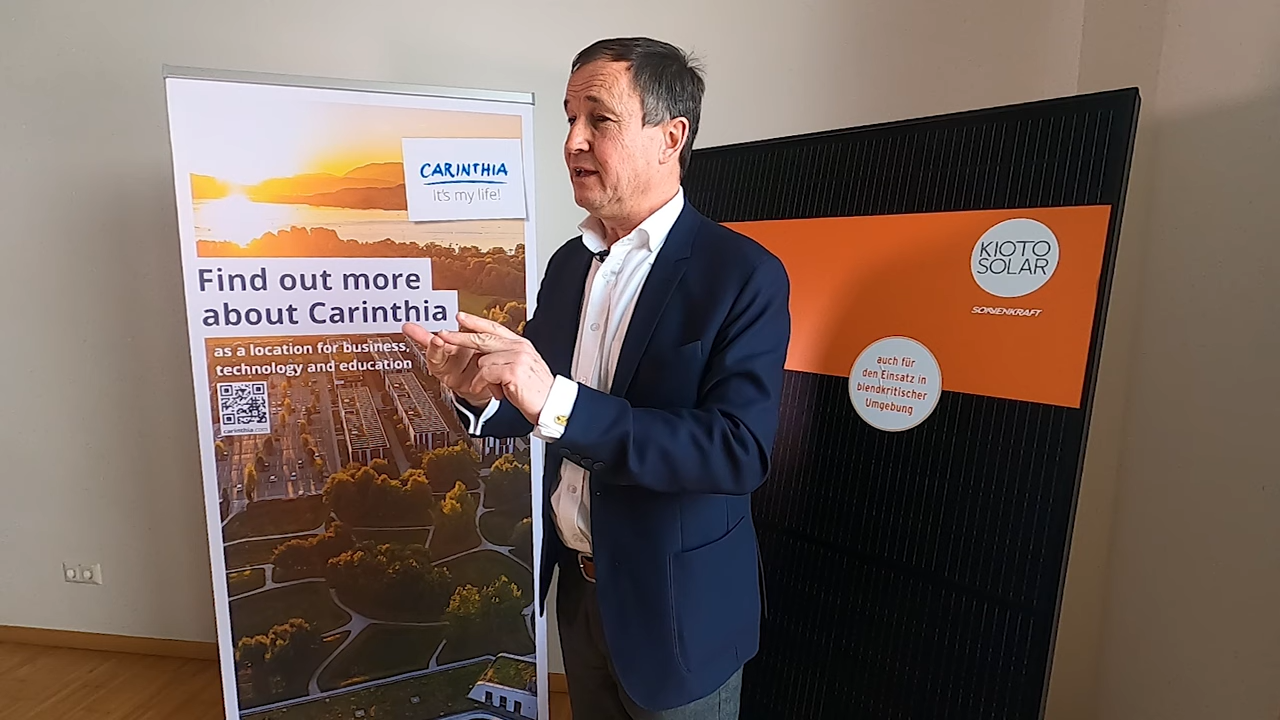 CARINTHIA
it's my life!
Find out more
about Carinthia
as a location for business,
technology and education
carinthia.com
KIOTO
SOLAR
SONNENKRAFT
auch für
den Einsatz in
blendkritischer
Umgebung